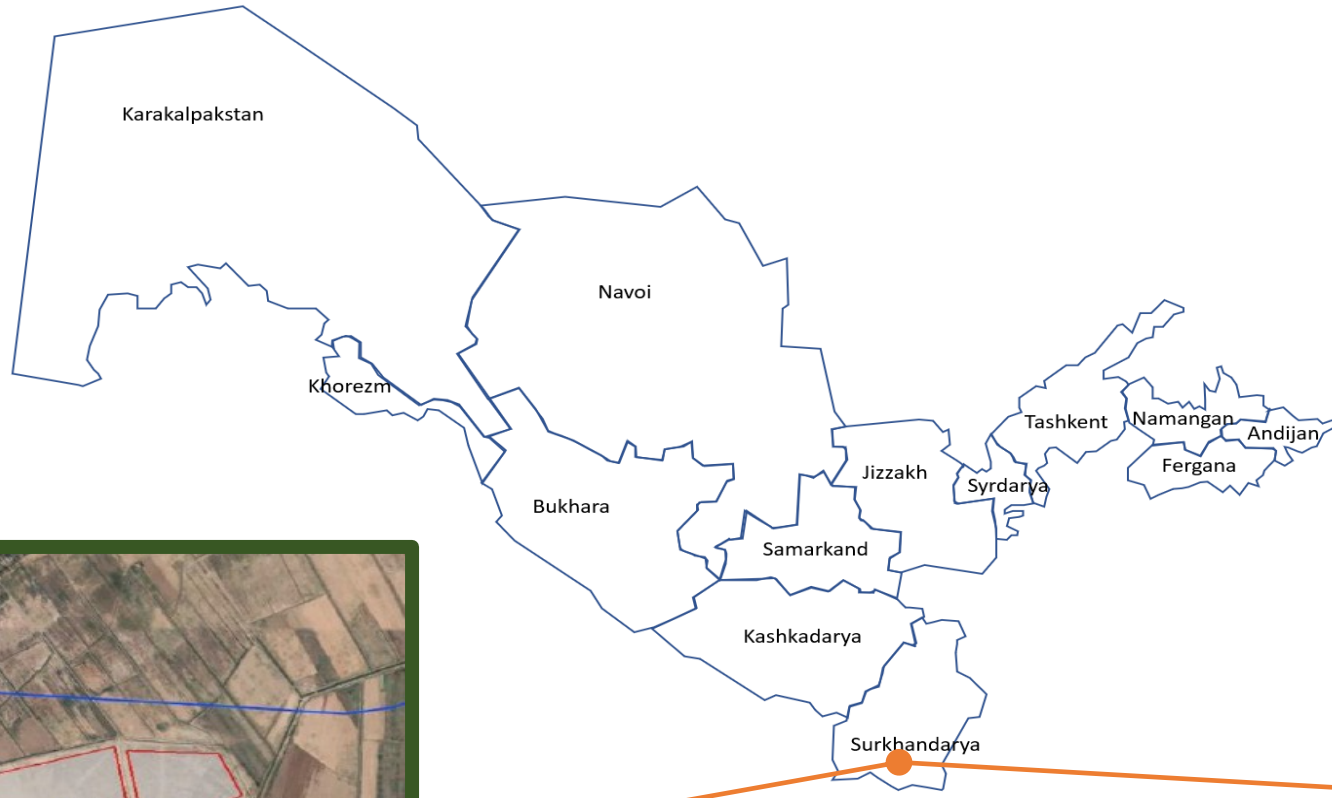 Karakalpakstan
Navoi
Khorezm
Tashkent
Namangan
Andijan
Fergana
Jizzakh
Syrdarya
Bukhara
Samarkand
Kashkadarya
Surkhandarya